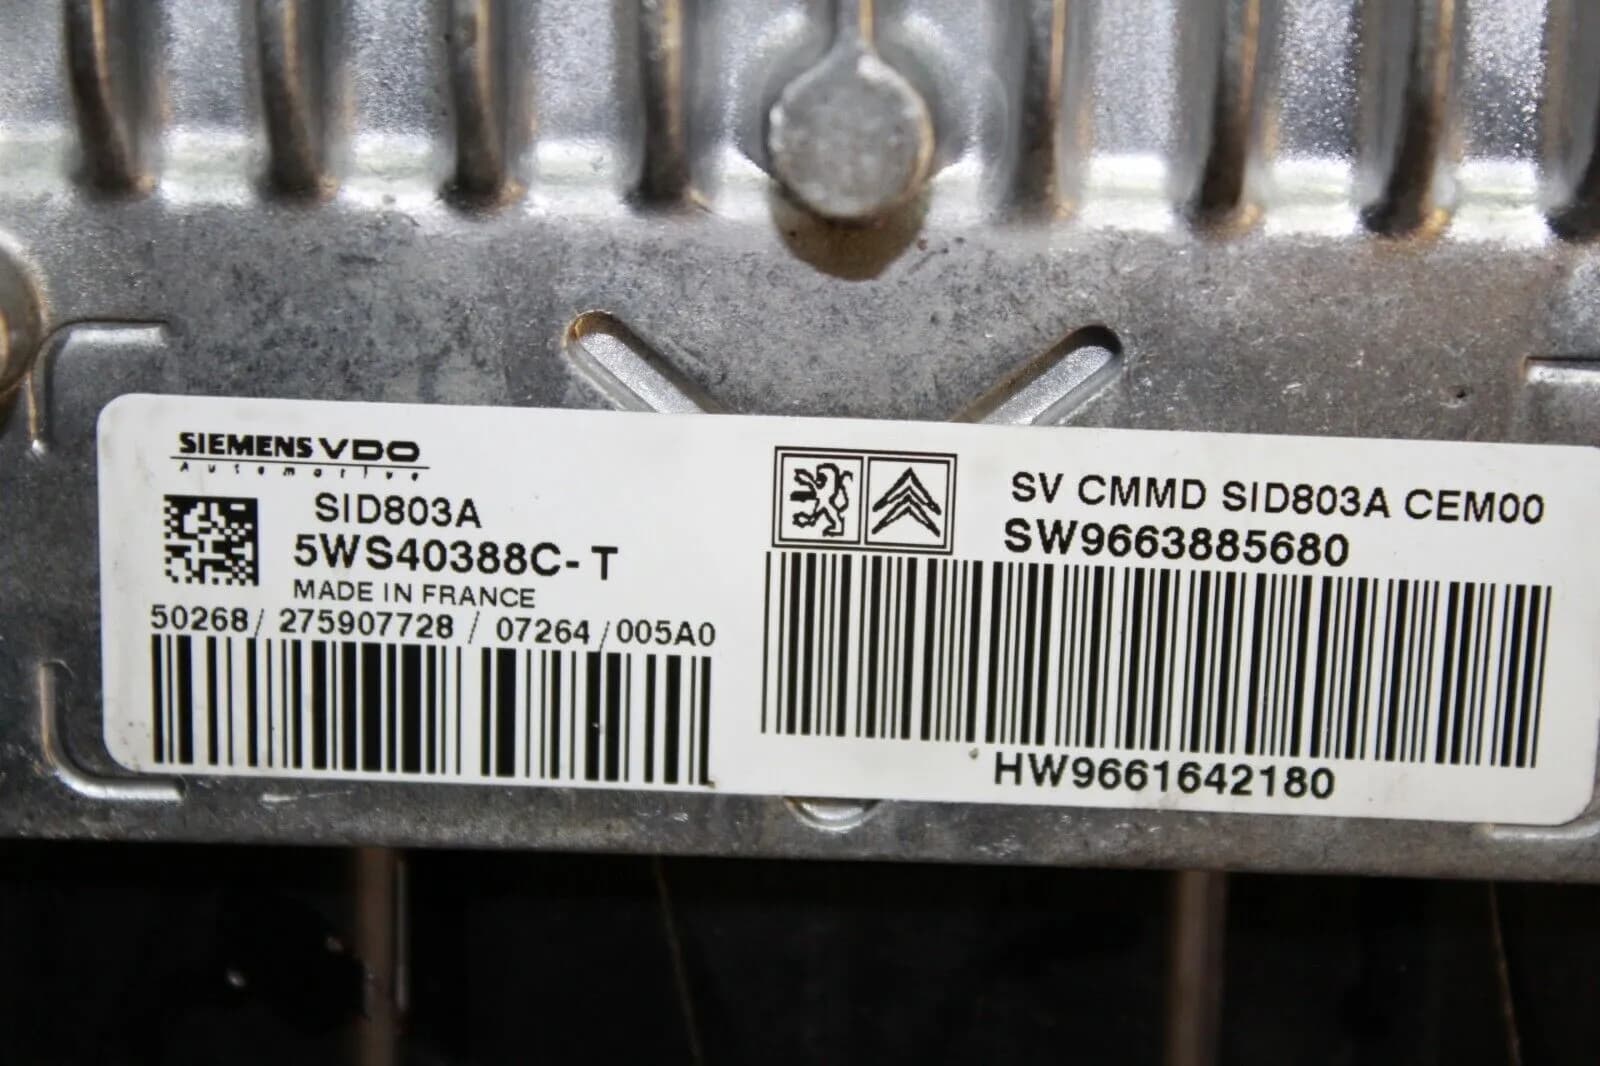 SIEMENS VDO
Automotive
SID803A
5WS40388C-T
MADE IN FRANCE
50268/ 275907728 / 07264 /005A0
SV CMMD SID803A CEM00
SW9663885680
HW9661642180